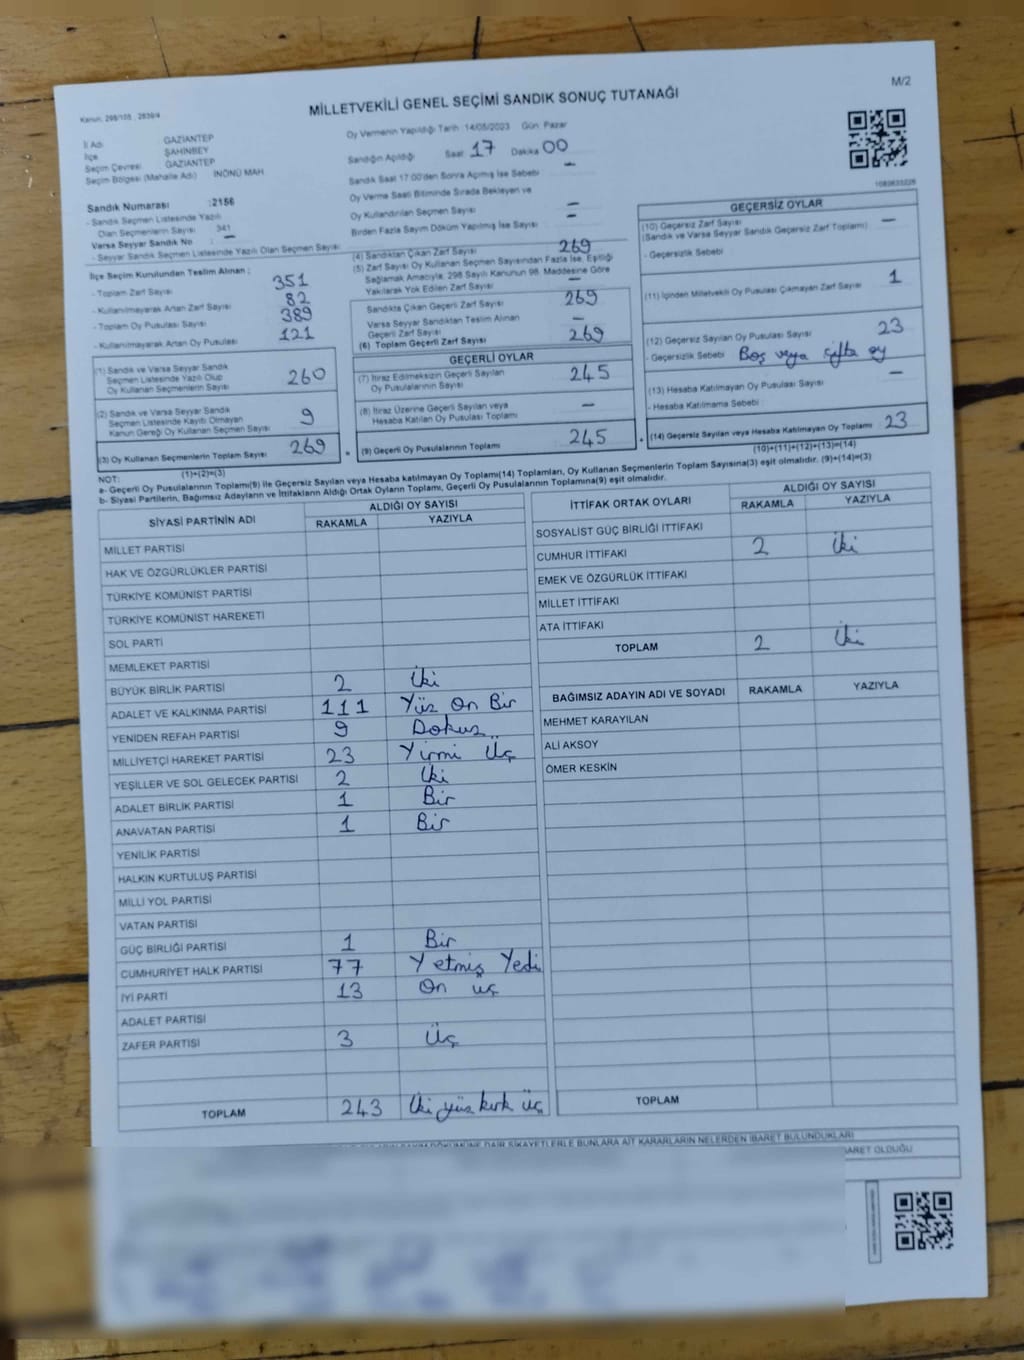 M/2
Kanun: 298/105 , 2839/4
MİLLETVEKİLİ GENEL SEÇİMİ SANDIK SONUÇ TUTANAĞI
İl Adı GAZİANTEP
İlçe ŞAHİNBEY
Seçim Çevresi GAZİANTEP
Seçim Bölgesi (Mahalle Adı) İNÖNÜ MAH
Sandık Numarası :2156
- Sandık Seçmen Listesinde Yazılı
Olan Seçmenlerin Sayısı 341
Varsa Seyyar Sandık No : –
- Seyyar Sandık Seçmen Listesinde Yazılı Olan Seçmen Sayısı
İlçe Seçim Kurulundan Teslim Alınan ;
- Toplam Zarf Sayısı 351
- Kullanılmayarak Artan Zarf Sayısı 82
- Toplam Oy Pusulası Sayısı 389
- Kullanılmayarak Artan Oy Pusulası 121
(1) Sandık ve Varsa Seyyar Sandık
Seçmen Listesinde Yazılı Olup
Oy Kullanan Seçmenlerin Sayısı 260
(2) Sandık ve Varsa Seyyar Sandık
Seçmen Listesinde Kayıtlı Olmayan
Kanun Gereği Oy Kullanan Seçmen Sayısı 9
(3) Oy Kullanan Seçmenlerin Toplam Sayısı 269
(1)+(2)=(3)
Oy Vermenin Yapıldığı Tarih 14/05/2023 Gün: Pazar
Sandığın Açıldığı Saat 17 Dakika 00
Sandık Saat 17:00'den Sonra Açılmış İse Sebebi –
Oy Verme Saati Bitiminde Sırada Bekleyen ve
Oy Kullandırılan Seçmen Sayısı –
Birden Fazla Sayım Döküm Yapılmış İse Sayısı –
(4) Sandıktan Çıkan Zarf Sayısı 269
(5) Zarf Sayısı Oy Kullanan Seçmen Sayısından Fazla İse, Eşitliği
Sağlamak Amacıyla, 298 Sayılı Kanunun 98. Maddesine Göre
Yakılarak Yok Edilen Zarf Sayısı –
Sandıkta Çıkan Geçerli Zarf Sayısı 269
Varsa Seyyar Sandıktan Teslim Alınan
Geçerli Zarf Sayısı –
(6) Toplam Geçerli Zarf Sayısı 269
GEÇERLİ OYLAR
(7) İtiraz Edilmeksizin Geçerli Sayılan
Oy Pusulalarının Sayısı 245
(8) İtiraz Üzerine Geçerli Sayılan veya
Hesaba Katılan Oy Pusulası Toplamı –
(9) Geçerli Oy Pusulalarının Toplamı 245
GEÇERSİZ OYLAR
(10) Geçersiz Zarf Sayısı –
(Sandık ve Varsa Seyyar Sandık Geçersiz Zarf Toplamı)
- Geçersizlik Sebebi
(11) İçinden Milletvekili Oy Pusulası Çıkmayan Zarf Sayısı 1
(12) Geçersiz Sayılan Oy Pusulası Sayısı 23
- Geçersizlik Sebebi Boş veya çifte oy
(13) Hesaba Katılmayan Oy Pusulası Sayısı –
- Hesaba Katılmama Sebebi :
(14) Geçersiz Sayılan veya Hesaba Katılmayan Oy Toplamı 23
(10)+(11)+(12)+(13)=(14)
NOT:
a- Geçerli Oy Pusulalarının Toplamı(9) ile Geçersiz Sayılan veya Hesaba katılmayan Oy Toplamı(14) Toplamları, Oy Kullanan Seçmenlerin Toplam Sayısına(3) eşit olmalıdır. (9)+(14)=(3)
b- Siyasi Partilerin, Bağımsız Adayların ve İttifakların Aldığı Ortak Oyların Toplamı, Geçerli Oy Pusulalarının Toplamına(9) eşit olmalıdır.
SİYASİ PARTİNİN ADI ALDIĞI OY SAYISI
RAKAMLA YAZIYLA
MİLLET PARTİSİ
HAK VE ÖZGÜRLÜKLER PARTİSİ
TÜRKİYE KOMÜNİST PARTİSİ
TÜRKİYE KOMÜNİST HAREKETİ
SOL PARTİ
MEMLEKET PARTİSİ
BÜYÜK BİRLİK PARTİSİ 2 İki
ADALET VE KALKINMA PARTİSİ 111 Yüz On Bir
YENİDEN REFAH PARTİSİ 9 Dokuz
MİLLİYETÇİ HAREKET PARTİSİ 23 Yirmi Üç
YEŞİLLER VE SOL GELECEK PARTİSİ 2 İki
ADALET BİRLİK PARTİSİ 1 Bir
ANAVATAN PARTİSİ 1 Bir
YENİLİK PARTİSİ
HALKIN KURTULUŞ PARTİSİ
MİLLİ YOL PARTİSİ
VATAN PARTİSİ
GÜÇ BİRLİĞİ PARTİSİ 1 Bir
CUMHURİYET HALK PARTİSİ 77 Yetmiş Yedi
İYİ PARTİ 13 On üç
ADALET PARTİSİ
ZAFER PARTİSİ 3 Üç
TOPLAM 243 İki yüz kırk üç
İTTİFAK ORTAK OYLARI ALDIĞI OY SAYISI
RAKAMLA YAZIYLA
SOSYALİST GÜÇ BİRLİĞİ İTTİFAKI
CUMHUR İTTİFAKI 2 İki
EMEK VE ÖZGÜRLÜK İTTİFAKI
MİLLET İTTİFAKI
ATA İTTİFAKI
TOPLAM 2 İki
BAĞIMSIZ ADAYIN ADI VE SOYADI RAKAMLA YAZIYLA
MEHMET KARAYILAN
ALİ AKSOY
ÖMER KESKİN
TOPLAM
DÖKÜMÜNE DAİR ŞİKAYETLERLE BUNLARA AİT KARARLARIN NELERDEN İBARET BULUNDUKLARI
İBARET OLDUĞU